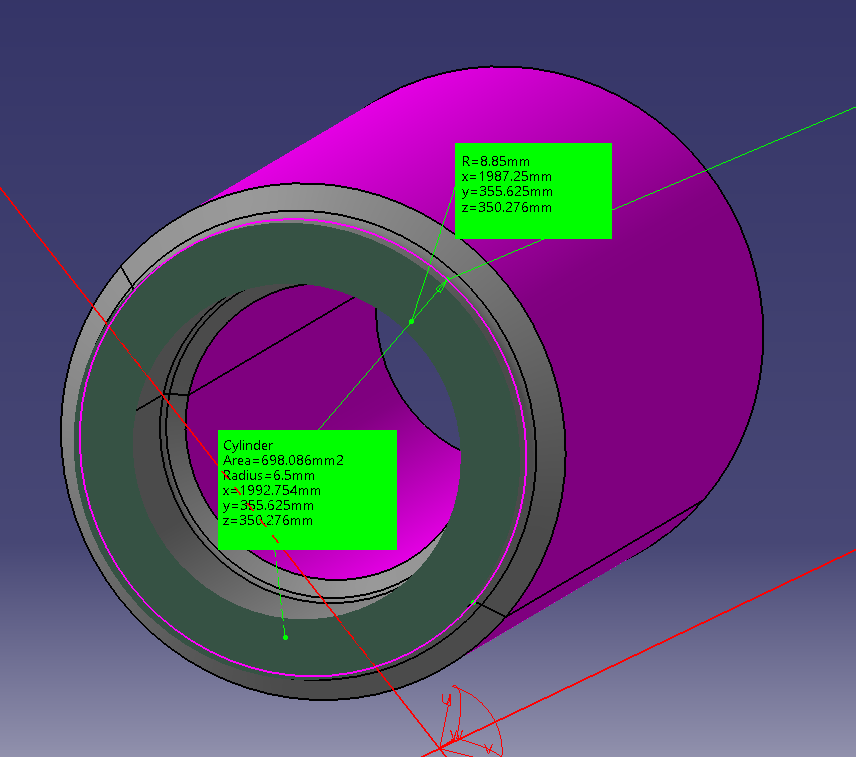 R=8.85mm
x=1987.25mm
y=355.625mm
z=350.276mm
Cylinder
Area=698.086mm2
Radius=6.5mm
x=1992.754mm
y=355.625mm
z=350.276mm
u
w
v